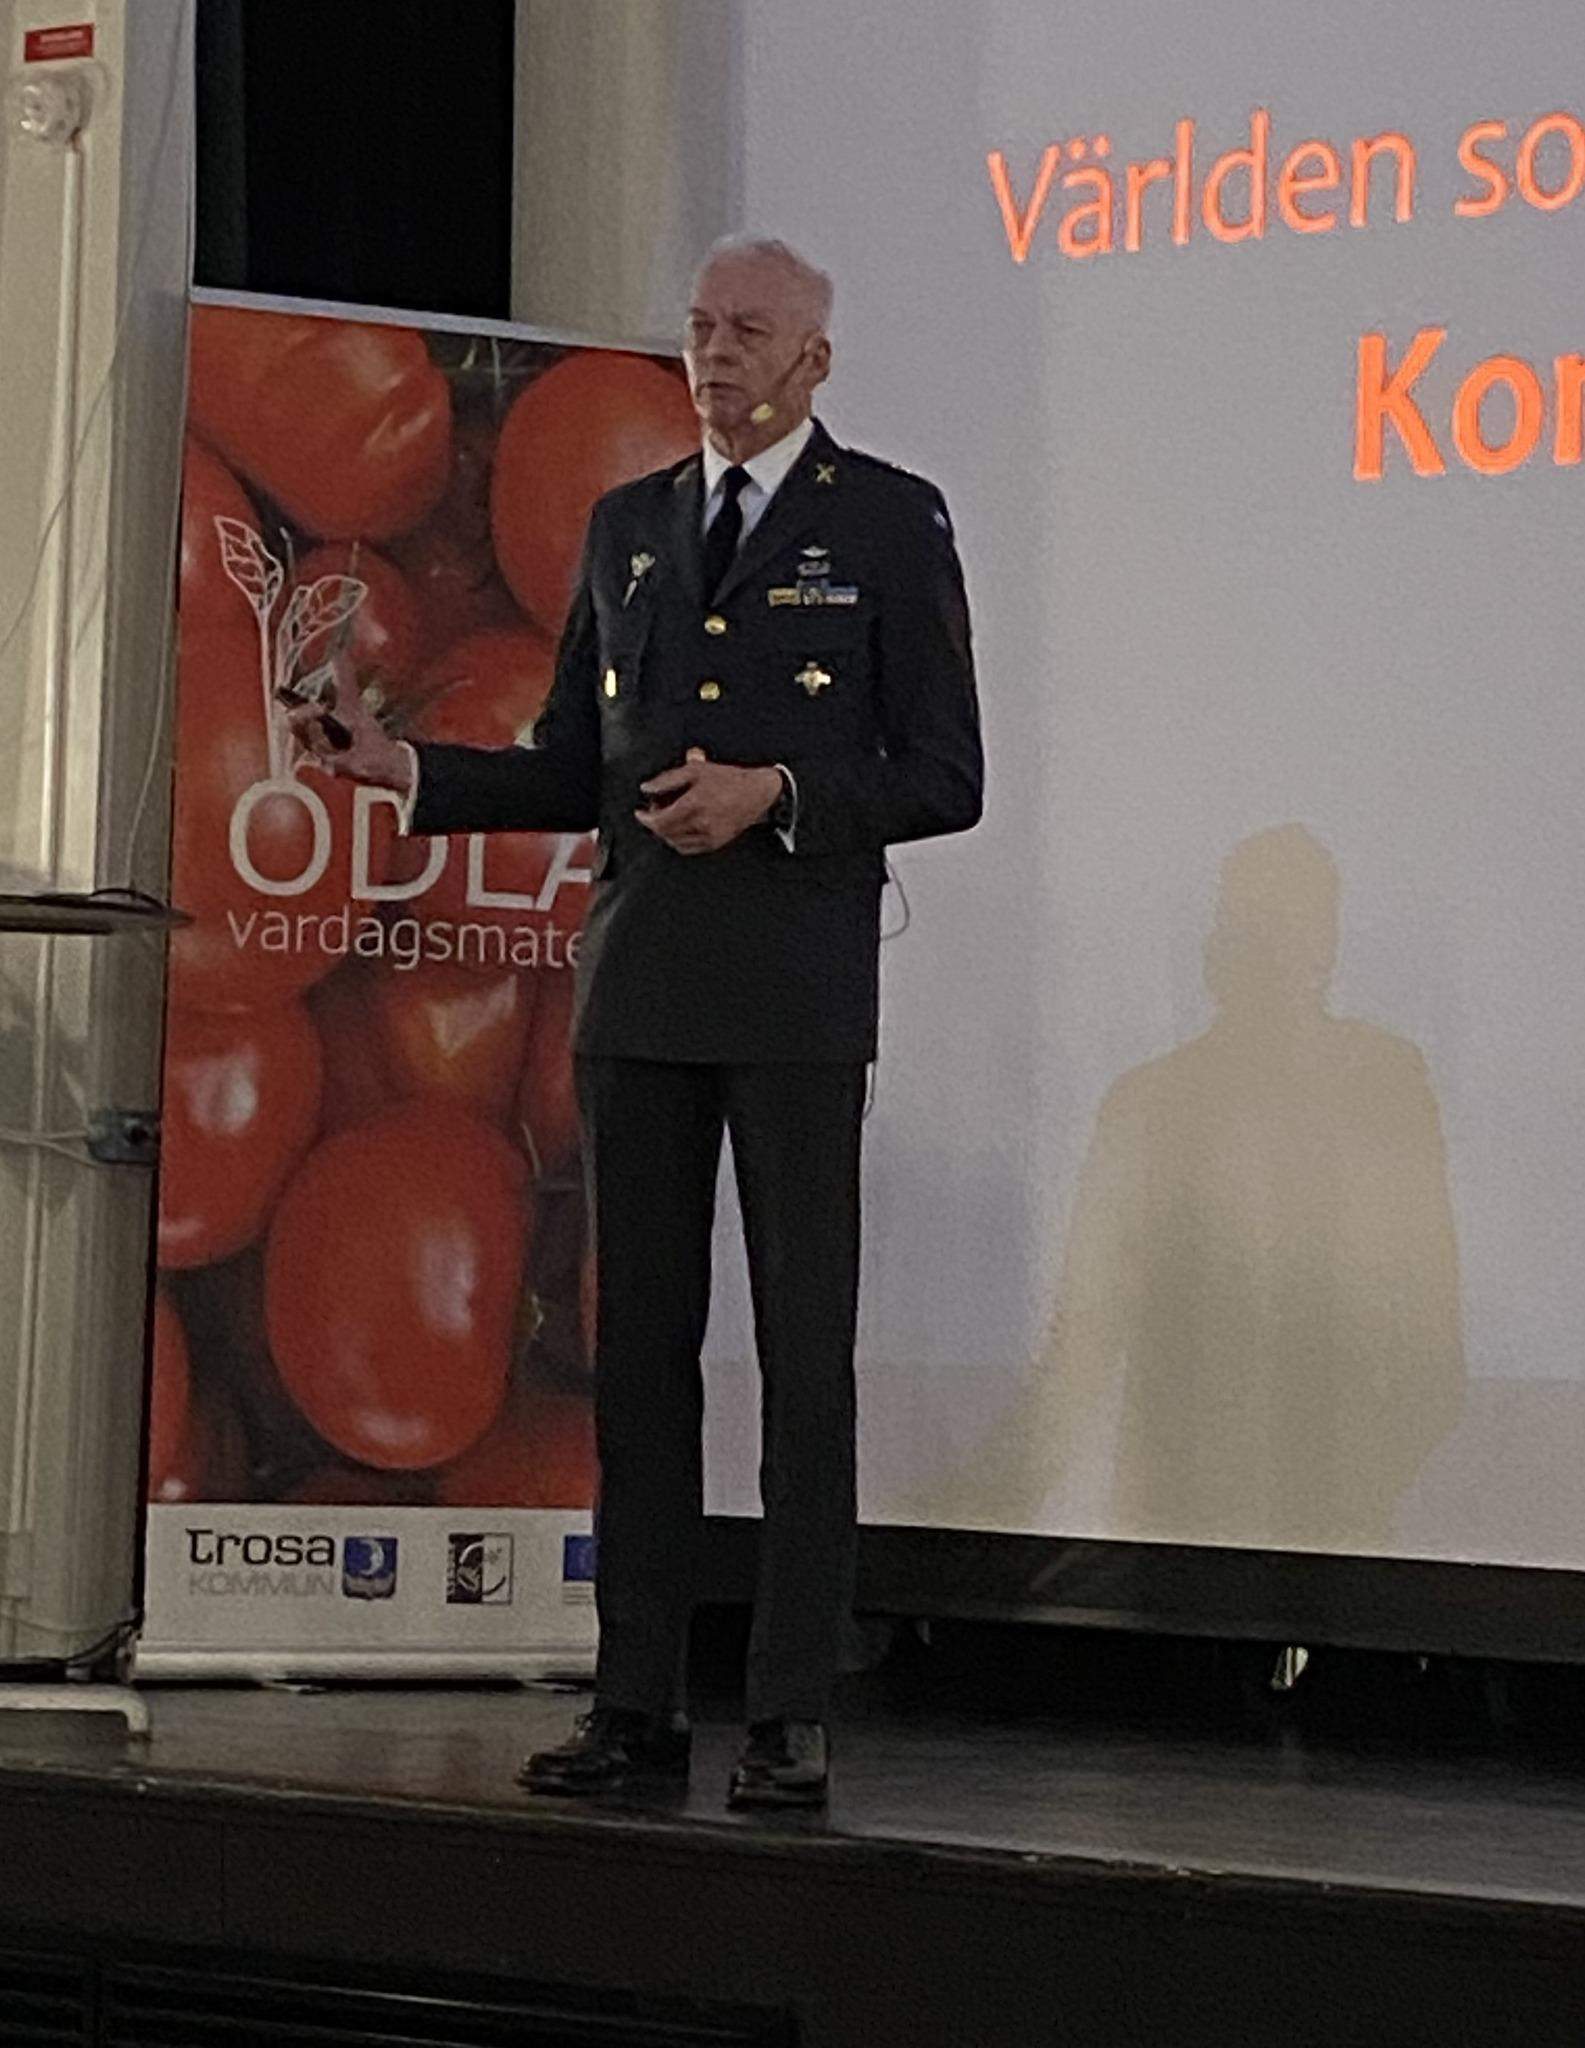 Världen so
Kon
ODLA
vardagsmate
trosa
KOMMUN